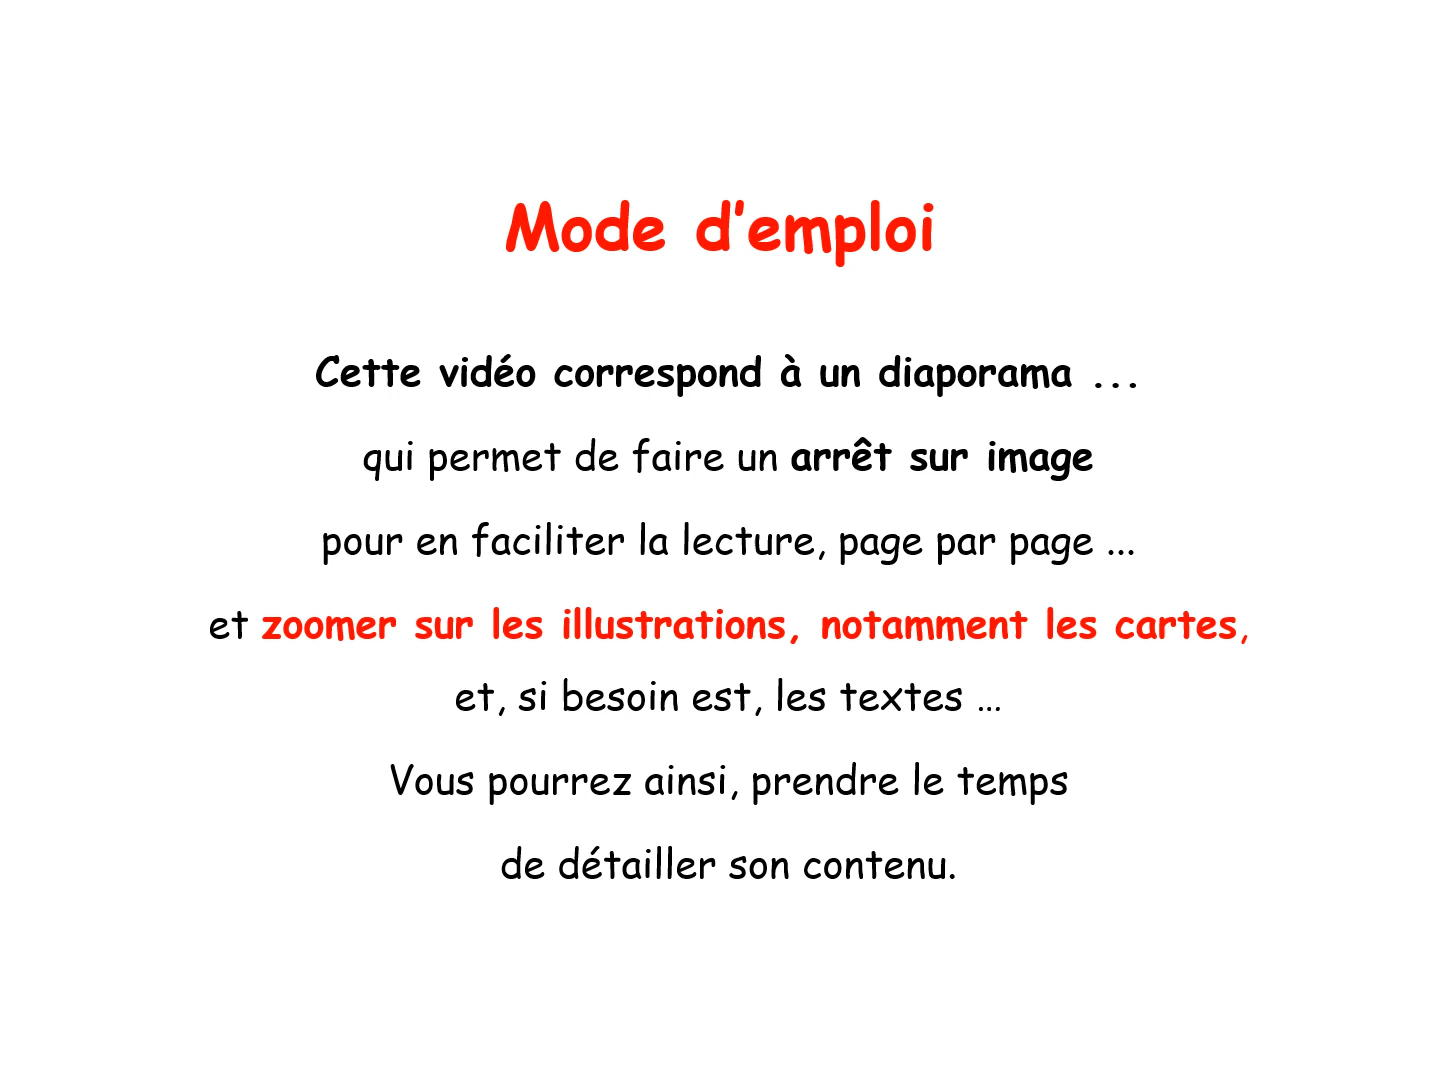 Mode d’emploi
Cette vidéo correspond à un diaporama ...
qui permet de faire un arrêt sur image
pour en faciliter la lecture, page par page ...
et zoomer sur les illustrations, notamment les cartes,
et, si besoin est, les textes …
Vous pourrez ainsi, prendre le temps
de détailler son contenu.